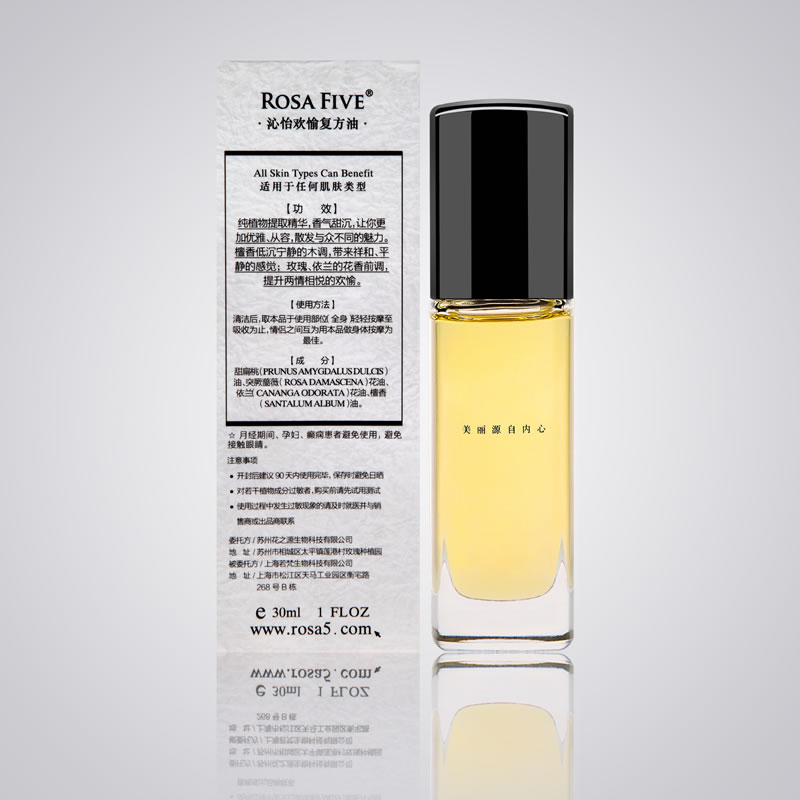 ROSA FIVE®
·沁怡欢愉复方油·
All Skin Types Can Benefit
适用于任何肌肤类型
【功 效】
纯植物提取精华，香气甜沉，让你更
加优雅、从容，散发与众不同的魅力。
檀香低沉宁静的木调，带来祥和、平
静的感觉；玫瑰、依兰的花香前调，
提升两情相悦的欢愉。
【使用方法】
清洁后，取本品于使用部位（全身）轻轻按摩至
吸收为止，情侣之间互为用本品做身体按摩为
最佳。
【成 分】
甜扁桃（PRUNUS AMYGDALUS DULCIS）
油、突厥蔷薇（ROSA DAMASCENA）花油、
依兰（CANANGA ODORATA）花油、檀香
（SANTALUM ALBUM）油。
☆ 月经期间、孕妇、癫痫患者避免使用，避免
接触眼睛。
注意事项
● 开封后建议 90 天内使用完毕，保存时避免日晒
● 对若干植物成分过敏者，购买前请先试用测试
● 使用过程中发生过敏现象的请及时就医并与销
售商或出品商联系
委托方 / 苏州花之源生物科技有限公司
地 址 / 苏州市相城区太平镇莲港村玫瑰种植园
被委托方 / 上海若梵生物科技有限公司
地 址 / 上海市松江区天马工业园区衡宅路
268 号 B 栋
e 30ml 1 FLOZ
www.rosa5.com
美丽源自内心